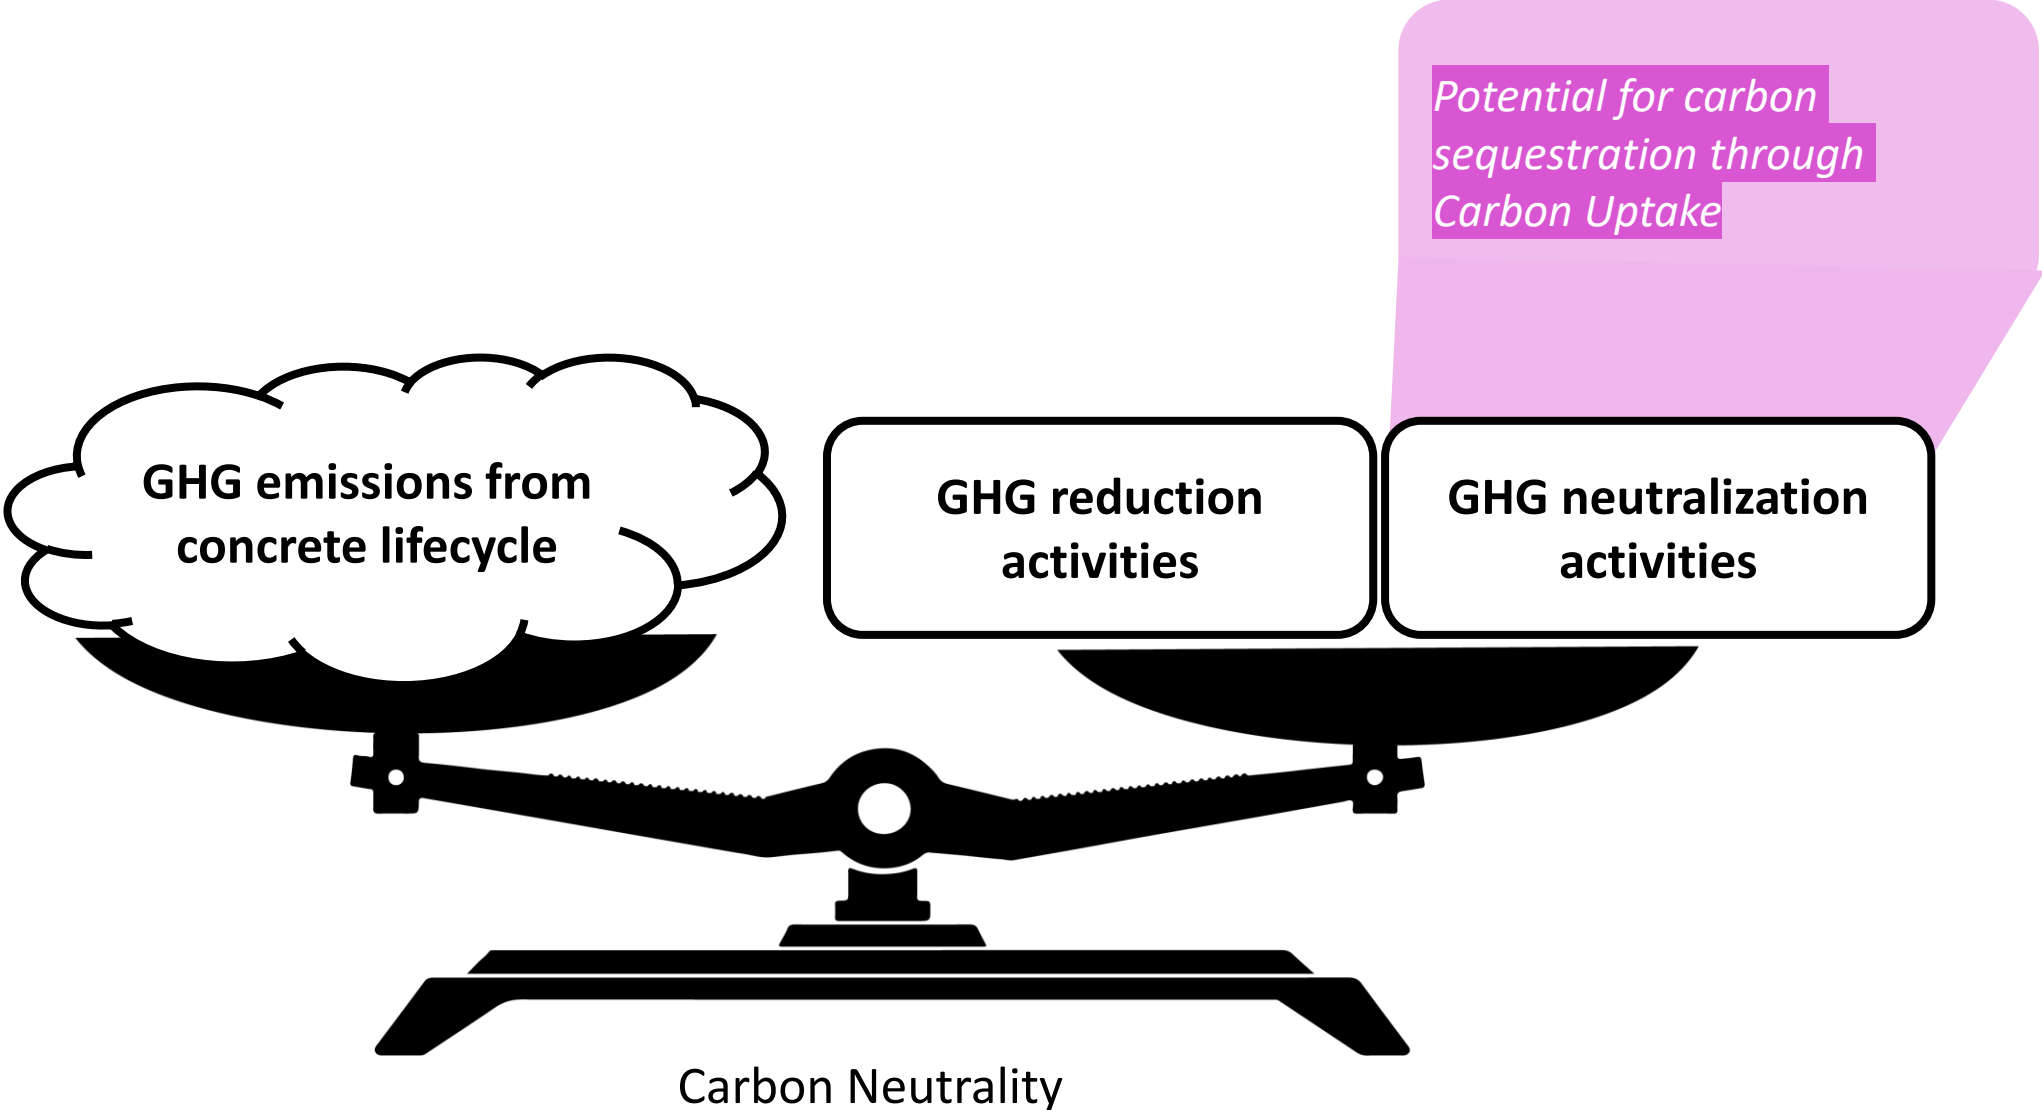 Potential for carbon
sequestration through
Carbon Uptake
GHG emissions from
concrete lifecycle
GHG reduction
activities
GHG neutralization
activities
Carbon Neutrality